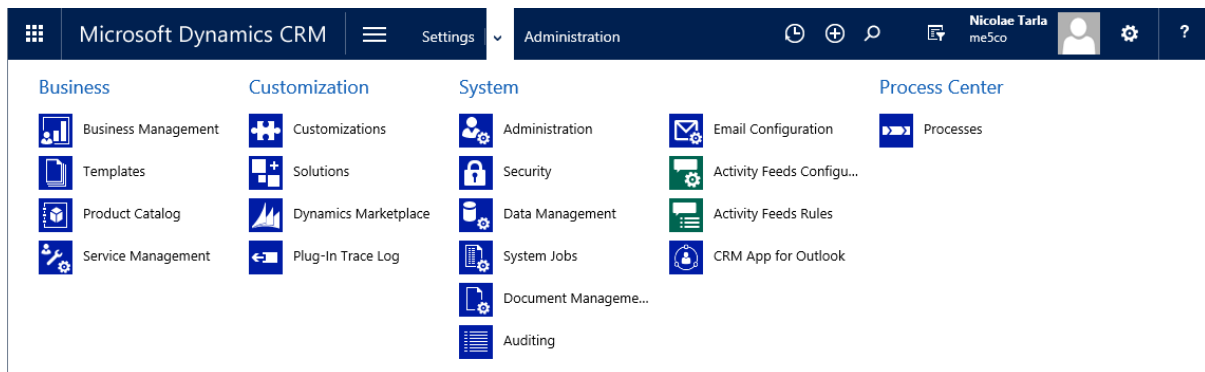 Microsoft Dynamics CRM
Settings
Administration
Nicolae Tarla
me5co
?
Business
Customization
System
Process Center
Business Management
Customizations
Administration
Email Configuration
Processes
Templates
Solutions
Security
Activity Feeds Configu...
Product Catalog
Dynamics Marketplace
Data Management
Activity Feeds Rules
Service Management
Plug-In Trace Log
System Jobs
CRM App for Outlook
Document Manageme...
Auditing